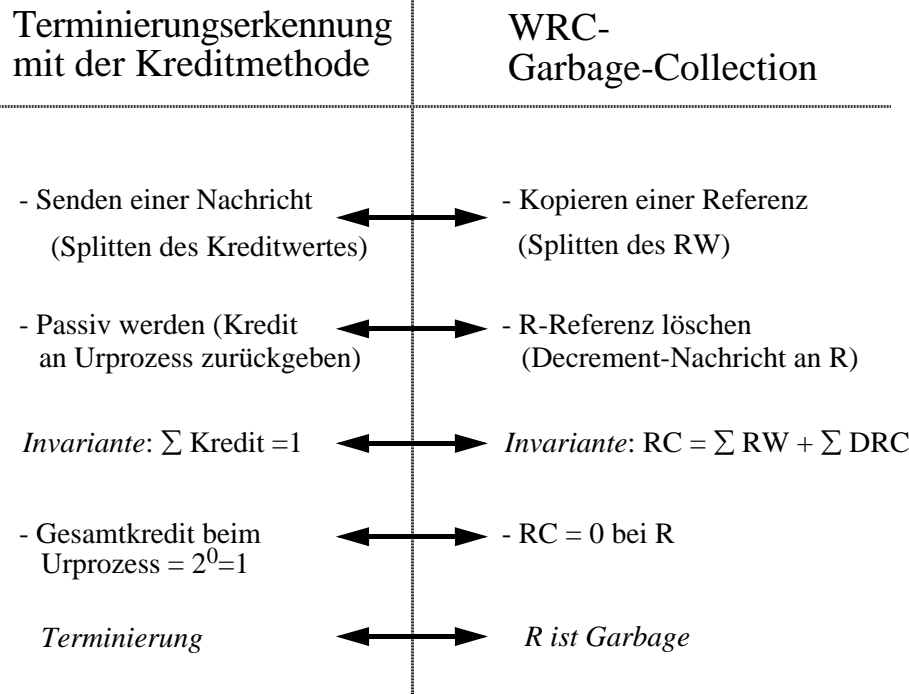 Terminierungserkennung
mit der Kreditmethode
WRC-
Garbage-Collection
- Senden einer Nachricht
(Splitten des Kreditwertes)
- Kopieren einer Referenz
(Splitten des RW)
- Passiv werden (Kredit
an Urprozess zurückgeben)
- R-Referenz löschen
(Decrement-Nachricht an R)
Invariante: ∑ Kredit =1
Invariante: RC = ∑ RW + ∑ DRC
- Gesamtkredit beim
Urprozess = 2⁰=1
- RC = 0 bei R
Terminierung
R ist Garbage